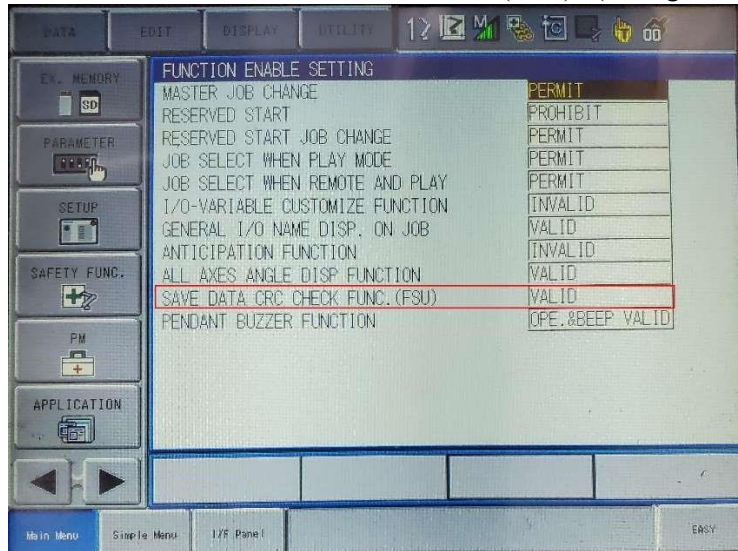 DATA EDIT DISPLAY UTILITY
EX. MEMORY
SD
PARAMETER
SETUP
SAFETY FUNC.
PM
APPLICATION
FUNCTION ENABLE SETTING
MASTER JOB CHANGE PERMIT
RESERVED START PROHIBIT
RESERVED START JOB CHANGE PERMIT
JOB SELECT WHEN PLAY MODE PERMIT
JOB SELECT WHEN REMOTE AND PLAY PERMIT
I/O-VARIABLE CUSTOMIZE FUNCTION INVALID
GENERAL I/O NAME DISP. ON JOB VALID
ANTICIPATION FUNCTION INVALID
ALL AXES ANGLE DISP FUNCTION VALID
SAVE DATA CRC CHECK FUNC.(FSU) VALID
PENDANT BUZZER FUNCTION OPE.&BEEP VALID
Main Menu Simple Menu I/F Panel EASY